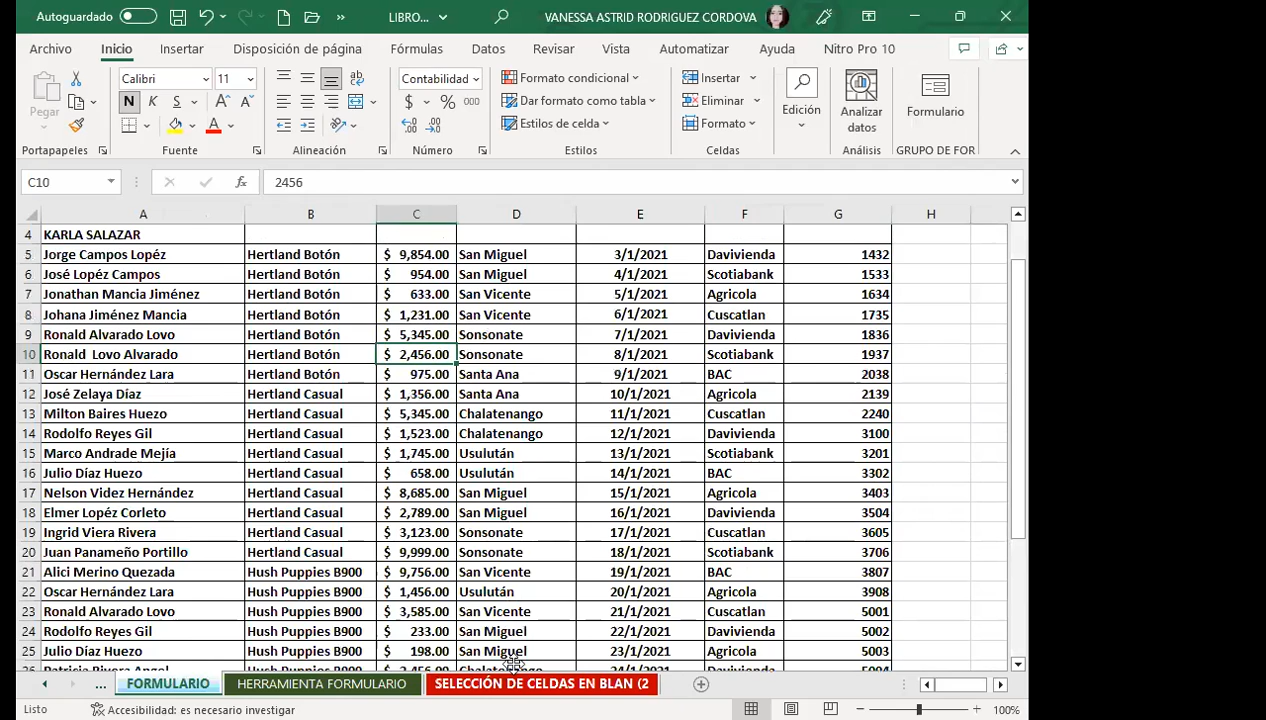 Autoguardado LIBRO... VANESSA ASTRID RODRIGUEZ CORDOVA
Archivo Inicio Insertar Disposición de página Fórmulas Datos Revisar Vista Automatizar Ayuda Nitro Pro 10
Pegar Calibri 11 Contabilidad Formato condicional Insertar Edición Analizar datos Formulario
N K S A A $ % 000 Dar formato como tabla Eliminar
A Estilos de celda Formato
Portapapeles Fuente Alineación Número Estilos Celdas Análisis GRUPO DE FOR
C10 fx 2456
A B C D E F G H
4 KARLA SALAZAR
5 Jorge Campos Lopéz Hertland Botón $ 9,854.00 San Miguel 3/1/2021 Davivienda 1432
6 José Lopéz Campos Hertland Botón $ 954.00 San Miguel 4/1/2021 Scotiabank 1533
7 Jonathan Mancia Jiménez Hertland Botón $ 633.00 San Vicente 5/1/2021 Agricola 1634
8 Johana Jiménez Mancia Hertland Botón $ 1,231.00 San Vicente 6/1/2021 Cuscatlan 1735
9 Ronald Alvarado Lovo Hertland Botón $ 5,345.00 Sonsonate 7/1/2021 Davivienda 1836
10 Ronald Lovo Alvarado Hertland Botón $ 2,456.00 Sonsonate 8/1/2021 Scotiabank 1937
11 Oscar Hernández Lara Hertland Botón $ 975.00 Santa Ana 9/1/2021 BAC 2038
12 José Zelaya Díaz Hertland Casual $ 1,356.00 Santa Ana 10/1/2021 Agricola 2139
13 Milton Baires Huezo Hertland Casual $ 5,345.00 Chalatenango 11/1/2021 Cuscatlan 2240
14 Rodolfo Reyes Gil Hertland Casual $ 1,523.00 Chalatenango 12/1/2021 Davivienda 3100
15 Marco Andrade Mejía Hertland Casual $ 1,745.00 Usulután 13/1/2021 Scotiabank 3201
16 Julio Díaz Huezo Hertland Casual $ 658.00 Usulután 14/1/2021 BAC 3302
17 Nelson Videz Hernández Hertland Casual $ 8,685.00 San Miguel 15/1/2021 Agricola 3403
18 Elmer Lopéz Corleto Hertland Casual $ 2,789.00 San Miguel 16/1/2021 Davivienda 3504
19 Ingrid Viera Rivera Hertland Casual $ 3,123.00 Sonsonate 17/1/2021 Cuscatlan 3605
20 Juan Panameño Portillo Hertland Casual $ 9,999.00 Sonsonate 18/1/2021 Scotiabank 3706
21 Alici Merino Quezada Hush Puppies B900 $ 9,756.00 San Vicente 19/1/2021 BAC 3807
22 Oscar Hernández Lara Hush Puppies B900 $ 1,456.00 Usulután 20/1/2021 Agricola 3908
23 Ronald Alvarado Lovo Hush Puppies B900 $ 3,585.00 San Vicente 21/1/2021 Cuscatlan 5001
24 Rodolfo Reyes Gil Hush Puppies B900 $ 233.00 San Miguel 22/1/2021 Davivienda 5002
25 Julio Díaz Huezo Hush Puppies B900 $ 198.00 San Miguel 23/1/2021 Agricola 5003
26 Patricia Rivera Angel Hush Puppies B900 $ 2,456.00 Chalatenango 24/1/2021 Davivienda 5004
... FORMULARIO HERRAMIENTA FORMULARIO SELECCIÓN DE CELDAS EN BLAN (2
Listo Accesibilidad: es necesario investigar 100%